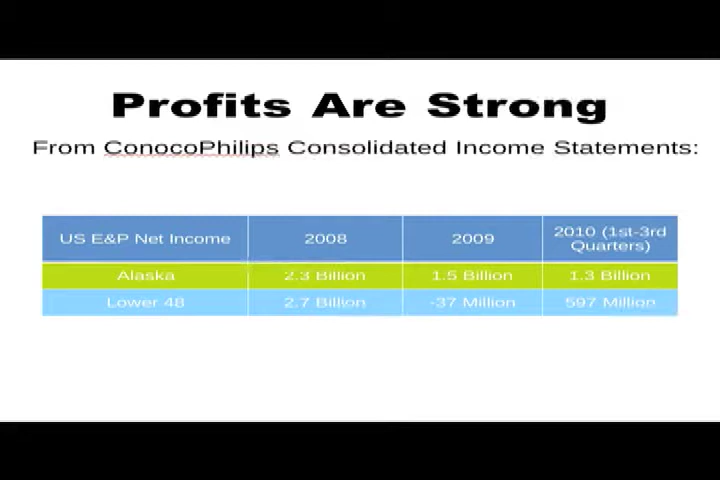 Profits Are Strong
From ConocoPhilips Consolidated Income Statements:
US E&P Net Income 2008 2009 2010 (1st-3rd Quarters)
Alaska 2.3 Billion 1.5 Billion 1.3 Billion
Lower 48 2.7 Billion -37 Million 597 Million